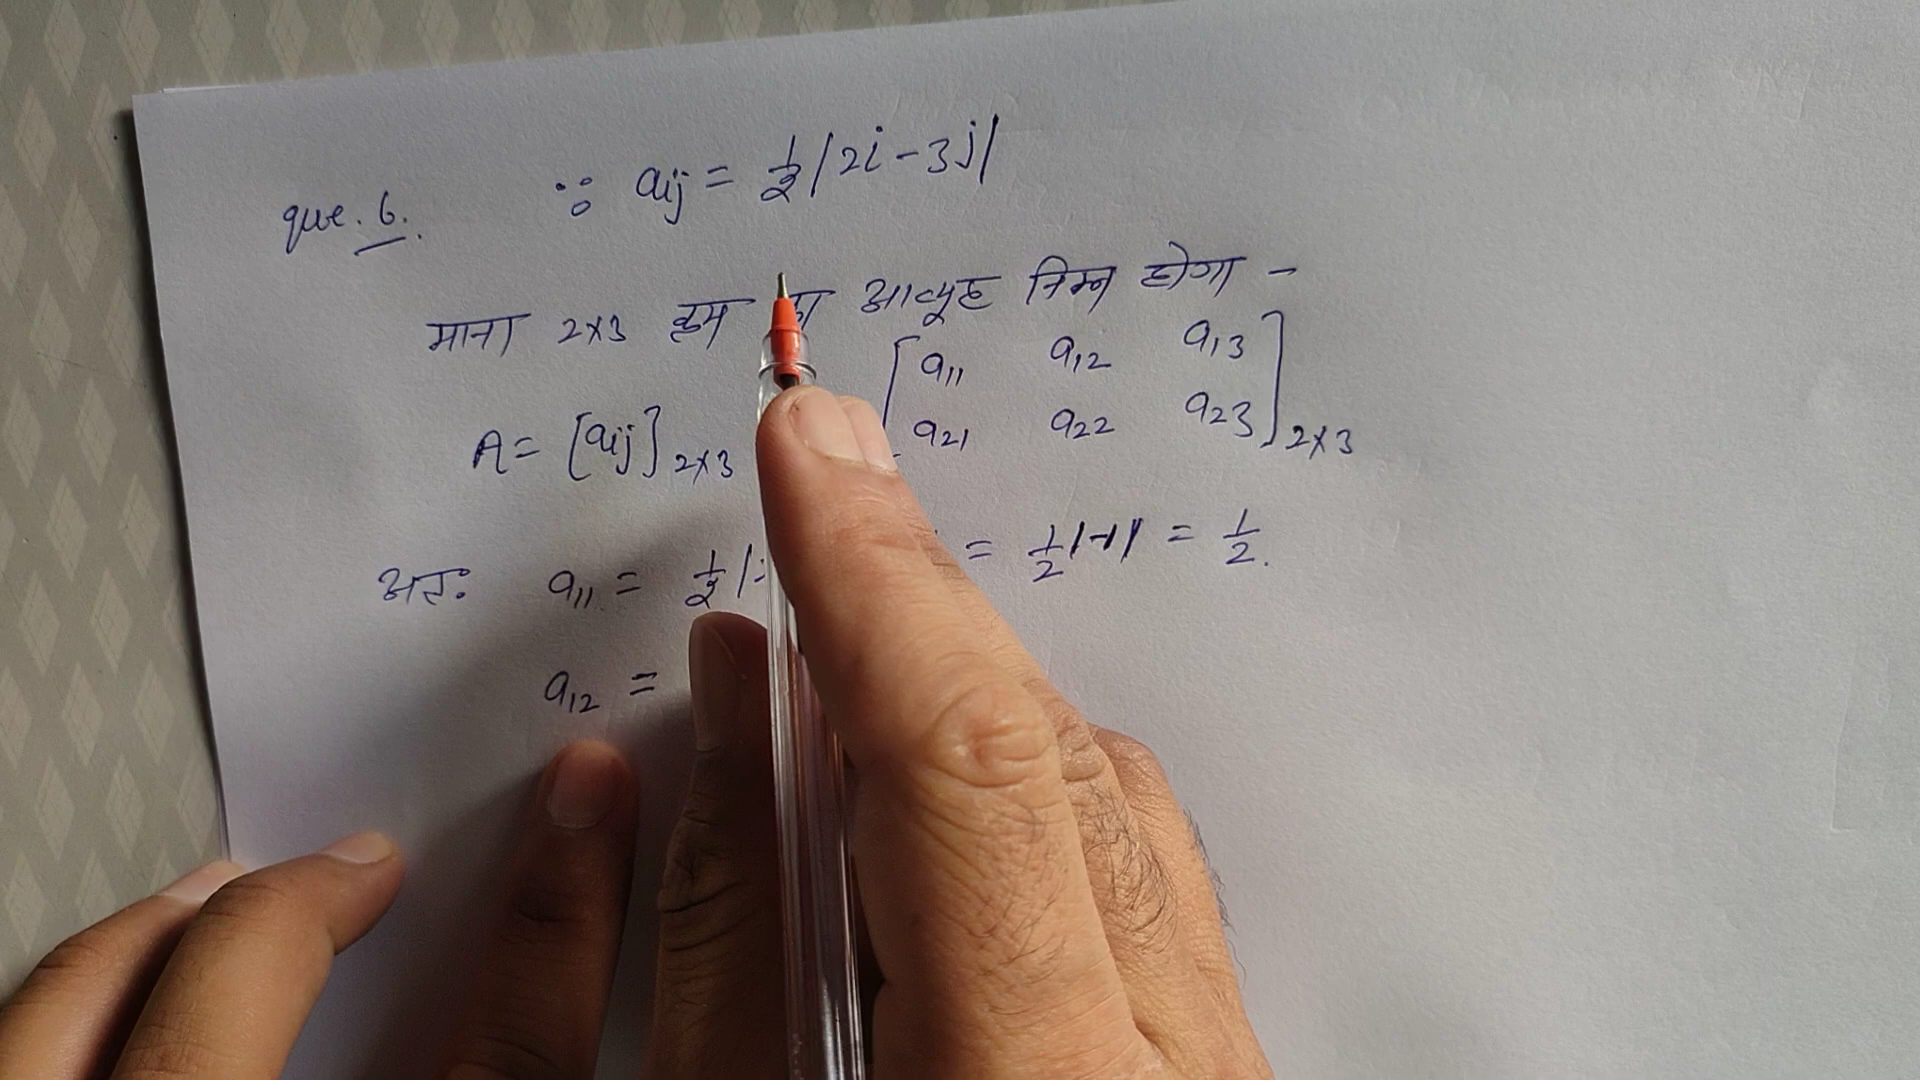 que. 6. ∵ aij = 1/2 |2i - 3j|
माना 2×3 क्रम का आव्यूह निम्न होगा -
A = [aij]2×3 [a11 a12 a13
a21 a22 a23]2×3
अतः a11 = 1/2 | = 1/2 |-1| = 1/2.
a12 =